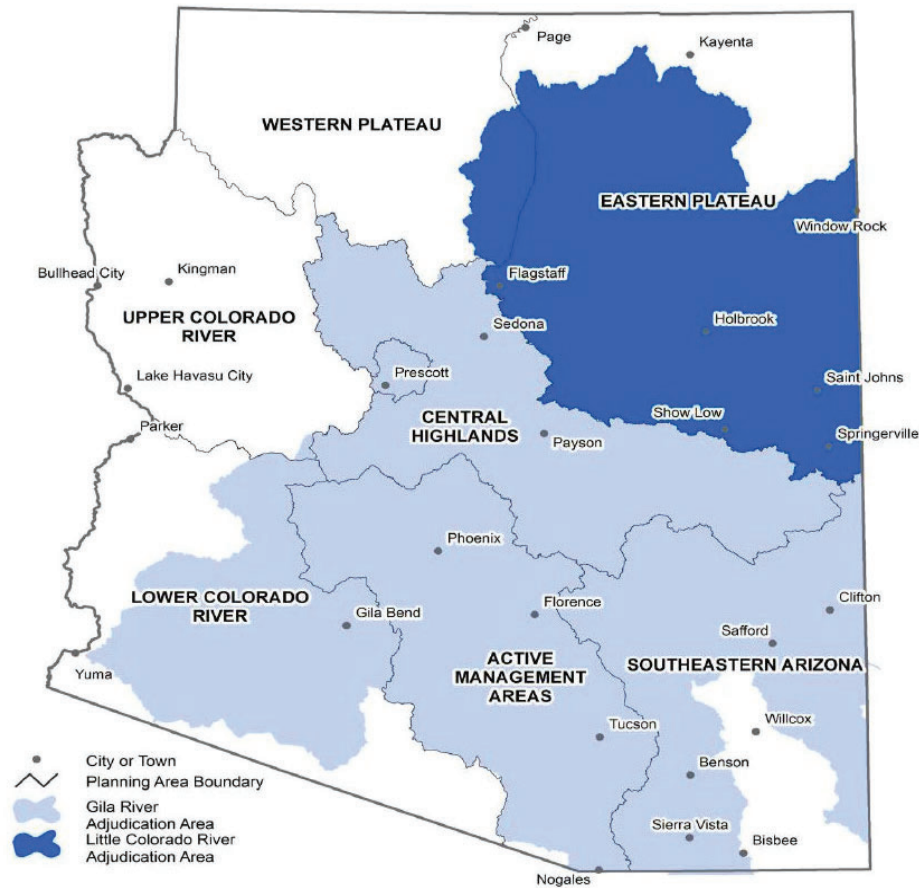 Page
Kayenta
WESTERN PLATEAU
EASTERN PLATEAU
Window Rock
Bullhead City
Kingman
Flagstaff
UPPER COLORADO
RIVER
Sedona
Holbrook
Lake Havasu City
Prescott
Saint Johns
Show Low
CENTRAL
HIGHLANDS
Payson
Springerville
Parker
Phoenix
LOWER COLORADO
RIVER
Gila Bend
Florence
Clifton
Safford
ACTIVE
MANAGEMENT
AREAS
SOUTHEASTERN ARIZONA
Yuma
Tucson
Willcox
Benson
Sierra Vista
Bisbee
Nogales
City or Town
Planning Area Boundary
Gila River
Adjudication Area
Little Colorado River
Adjudication Area